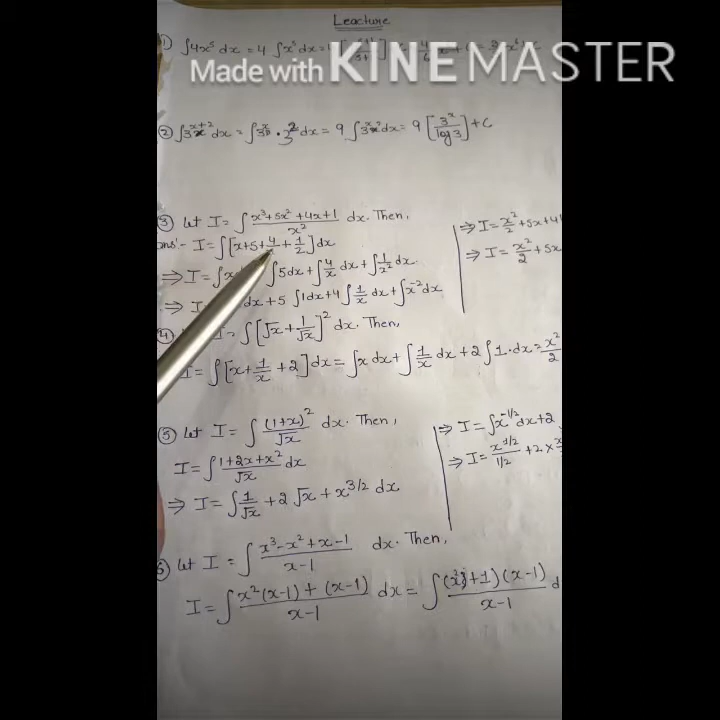 Leacture
Made with KINEMASTER
1) ∫4x⁵ dx = 4 ∫x⁵ dx =
② ∫3^(x+2) dx = ∫3^x · 3² dx = 9 ∫3^x dx = 9 [3^x/log 3] + C
③ Let I = ∫ (x³+5x²+4x+1)/x² dx. Then,
ans'- I = ∫[x+5+4/x+1/2]dx
⇒ I = ∫5dx + ∫4/x dx + ∫1/x² dx.
⇒ I dx + 5 ∫1dx + 4 ∫1/x dx + ∫x⁻² dx
⇒ I = x²/2 + 5x + 4
⇒ I = x²/2 + 5x
4) I = ∫[√x + 1/√x]² dx. Then,
I = ∫[x + 1/x + 2]dx = ∫x dx + ∫1/x dx + 2 ∫1·dx = x²/2
⑤ Let I = ∫ (1+x)²/√x dx. Then,
I = ∫ (1+2x+x²)/√x dx
⇒ I = ∫ 1/√x + 2√x + x^(3/2) dx
⇒ I = ∫x^(-1/2) dx + 2
⇒ I = x^(1/2)/(1/2) + 2 ×
⑥ Let I = ∫ (x³-x²+x-1)/(x-1) dx. Then,
I = ∫ (x²(x-1) + (x-1))/(x-1) dx = ∫ ((x²+1)(x-1))/(x-1) d